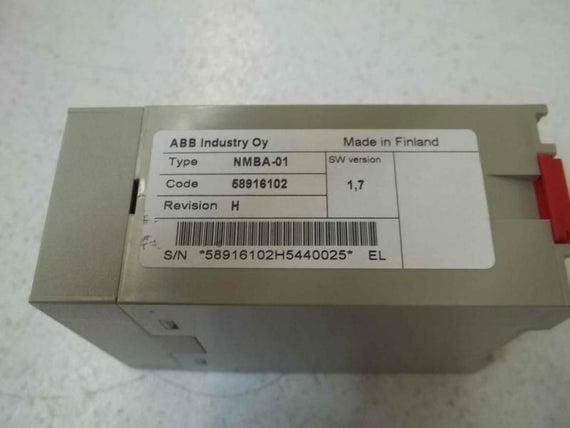 ABB Industry Oy Made in Finland
Type NMBA-01 SW version
Code 58916102 1,7
Revision H
S/N *58916102H5440025* EL